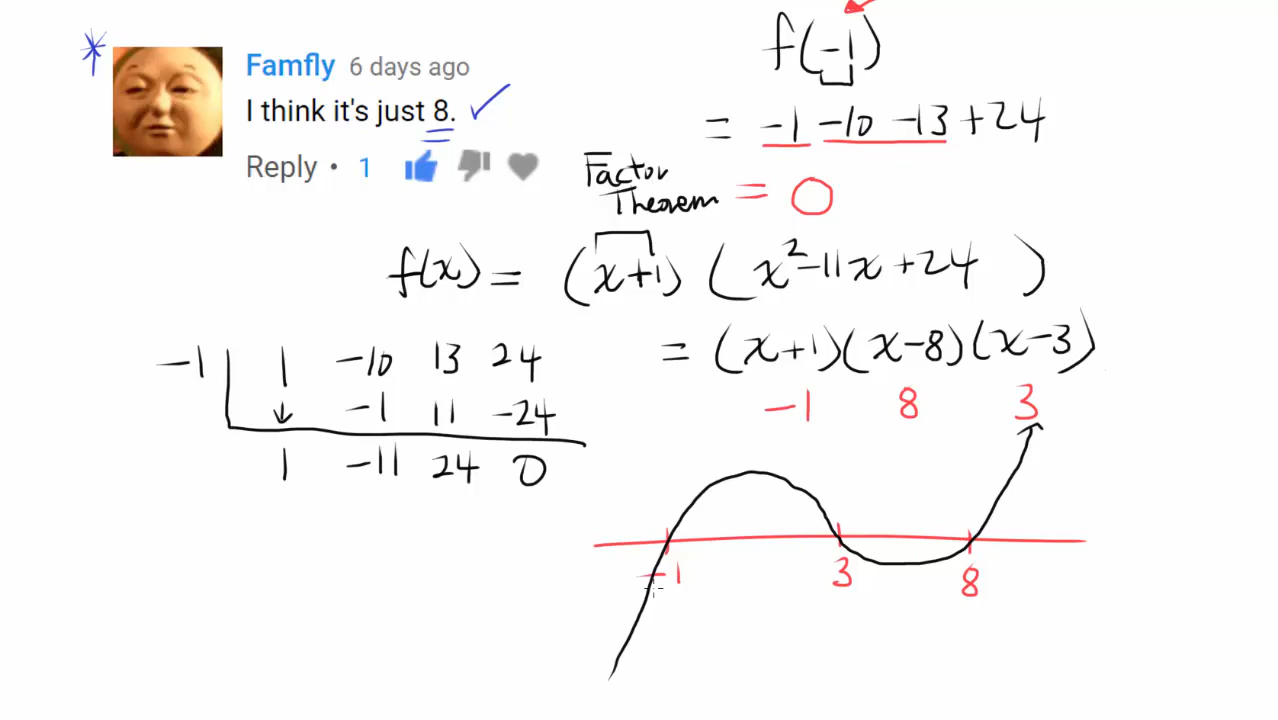 *
Famfly 6 days ago
I think it's just 8. ✓
Reply • 1
f(-1)
= -1 -10 -13 +24
Factor
Theorem = 0
f(x) = (x+1) (x²-11x+24 )
= (x+1)(x-8)(x-3)
-1 8 3
-1 | 1 -10 13 24
↓ -1 11 -24
1 -11 24 0
-1 3 8